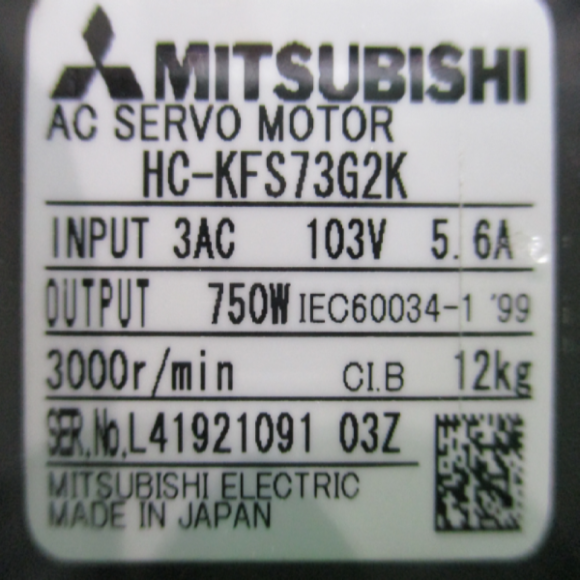 MITSUBISHI
AC SERVO MOTOR
HC-KFS73G2K
INPUT 3AC 103V 5.6A
OUTPUT 750W IEC60034-1 '99
3000r/min CI.B 12kg
SER.No.L41921091 03Z
MITSUBISHI ELECTRIC
MADE IN JAPAN